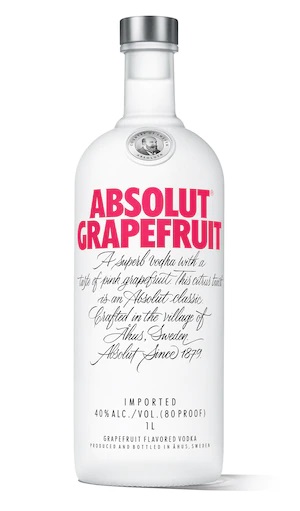 ABSOLUT®
GRAPEFRUIT
A superb vodka with a
taste of pink grapefruit. This citrus twist
is an Absolut classic
Crafted in the village of
Åhus, Sweden
Absolut Since 1879.
IMPORTED
40% ALC./VOL. (80 PROOF)
1L
GRAPEFRUIT FLAVORED VODKA
PRODUCED AND BOTTLED IN ÅHUS, SWEDEN